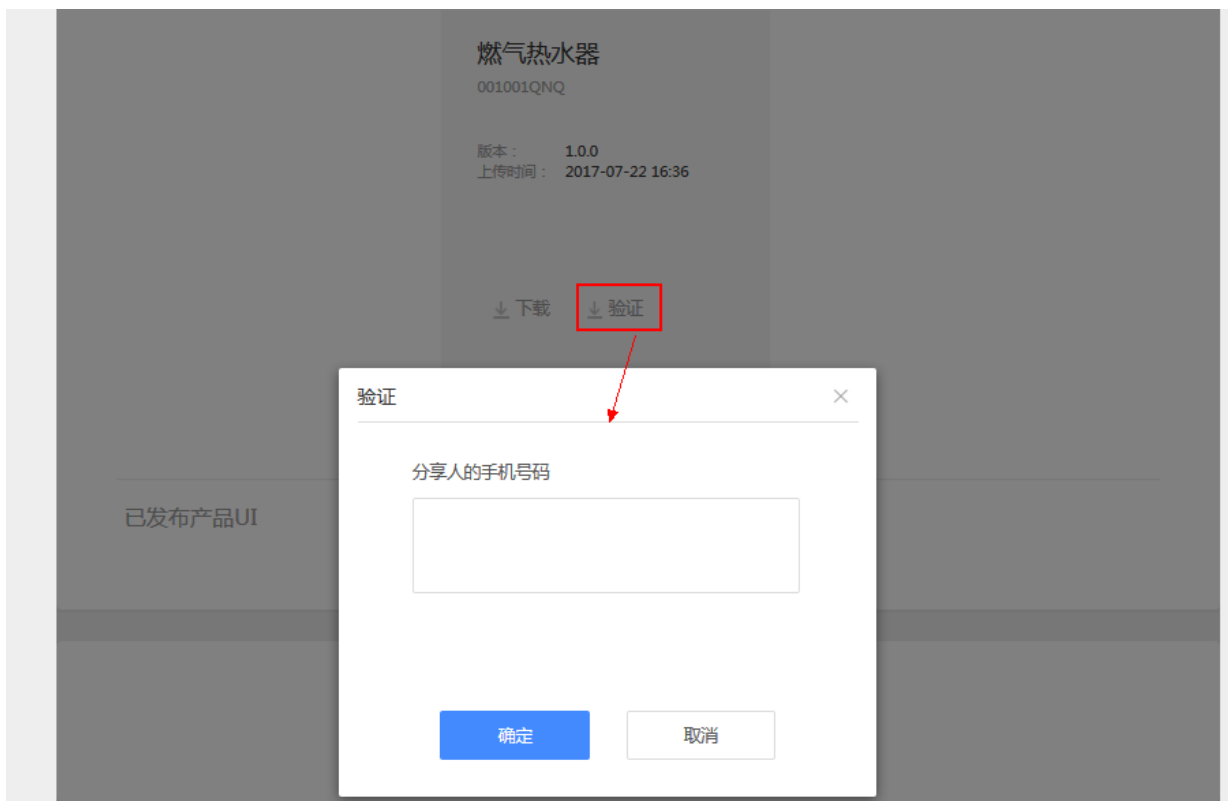 燃气热水器
001001QNQ
版本： 1.0.0
上传时间： 2017-07-22 16:36
下载 验证
验证
分享人的手机号码
已发布产品UI
确定 取消